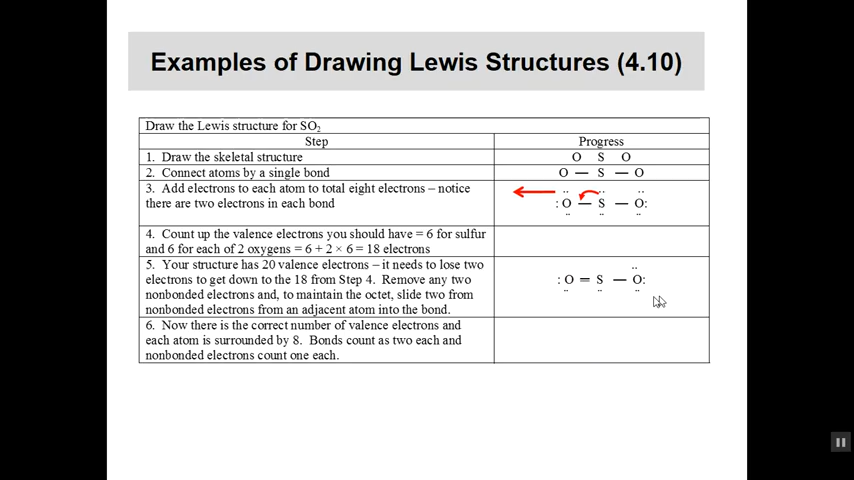 Examples of Drawing Lewis Structures (4.10)
Draw the Lewis structure for SO₂
Step Progress
1. Draw the skeletal structure O S O
2. Connect atoms by a single bond O — S — O
3. Add electrons to each atom to total eight electrons – notice
there are two electrons in each bond :O — S — O:
4. Count up the valence electrons you should have = 6 for sulfur
and 6 for each of 2 oxygens = 6 + 2 × 6 = 18 electrons
5. Your structure has 20 valence electrons – it needs to lose two
electrons to get down to the 18 from Step 4. Remove any two :O = S — O:
nonbonded electrons and, to maintain the octet, slide two from
nonbonded electrons from an adjacent atom into the bond.
6. Now there is the correct number of valence electrons and
each atom is surrounded by 8. Bonds count as two each and
nonbonded electrons count one each.